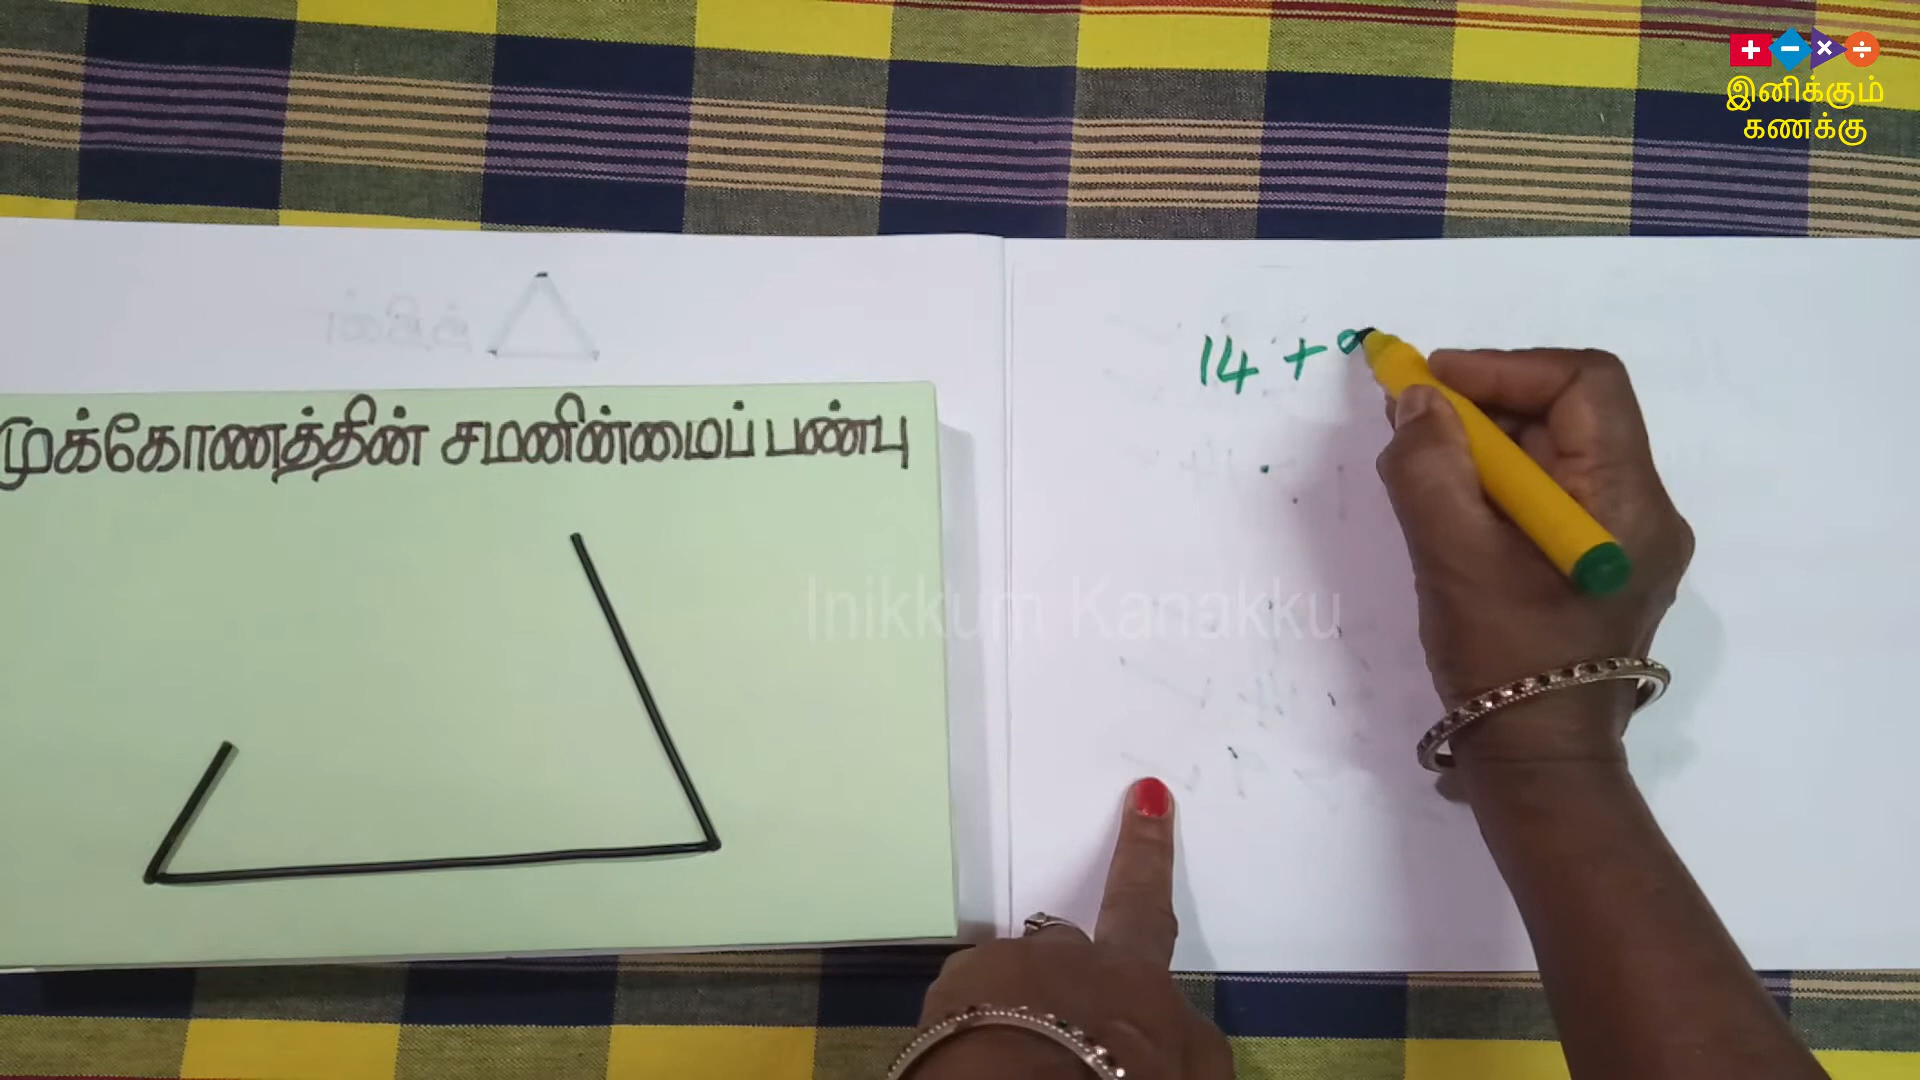 இனிக்கும்
கணக்கு
முக்கோணத்தின் சமனின்மைப் பண்பு
14 +
Inikkum Kanakku